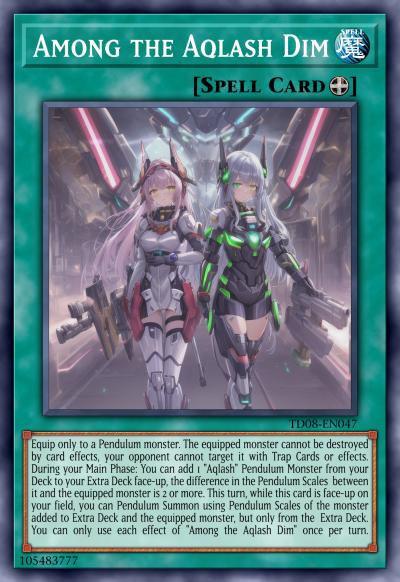 Among the Aqlash Dim
SPELL
魔
[Spell Card]
TD08-EN047
Equip only to a Pendulum monster. The equipped monster cannot be destroyed
by card effects, your opponent cannot target it with Trap Cards or effects.
During your Main Phase: You can add 1 "Aqlash" Pendulum Monster from your
Deck to your Extra Deck face-up, the difference in the Pendulum Scales between
it and the equipped monster is 2 or more. This turn, while this card is face-up on
your field, you can Pendulum Summon using Pendulum Scales of the monster
added to Extra Deck and the equipped monster, but only from the Extra Deck.
You can only use each effect of "Among the Aqlash Dim" once per turn.
105483777